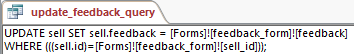 update_feedback_query
UPDATE sell SET sell.feedback = [Forms]![feedback_form]![feedback]
WHERE (((sell.id)=[Forms]![feedback_form]![sell_id]));